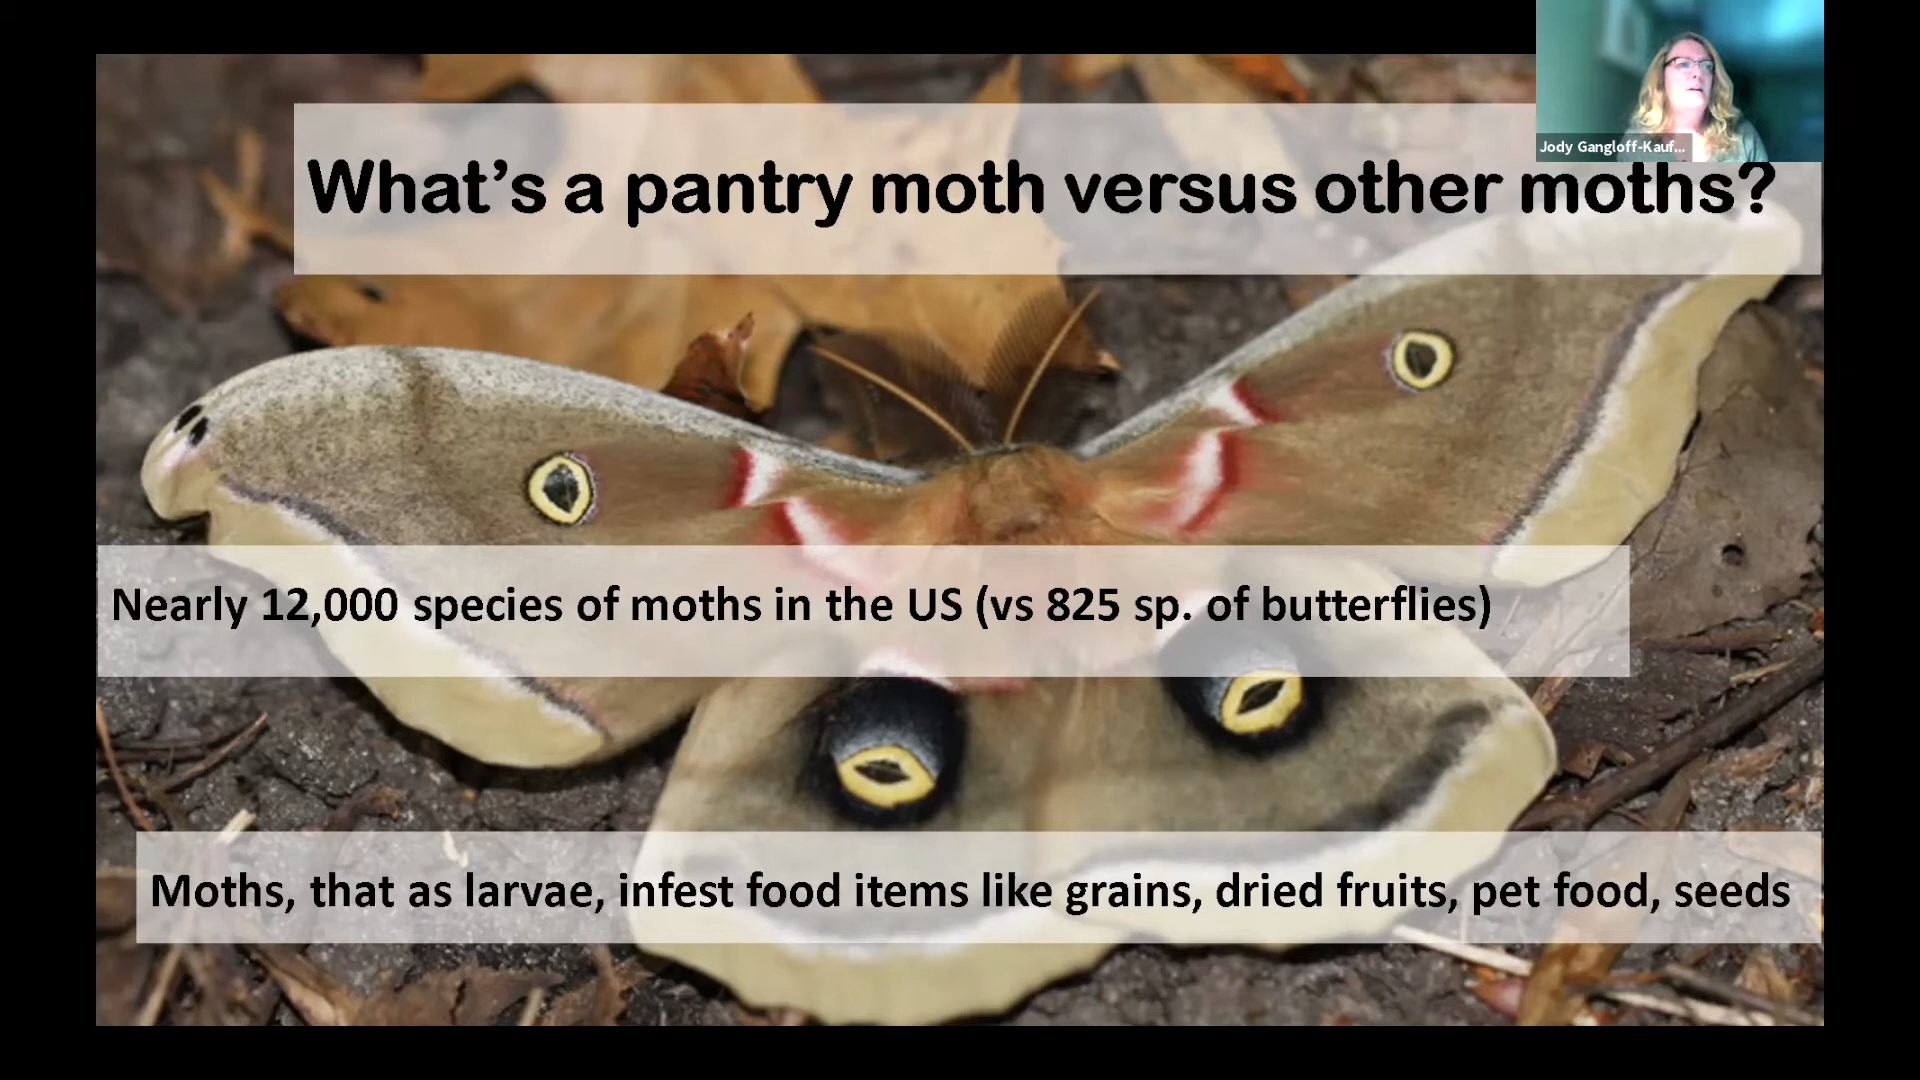 Jody Gangloff-Kauf...
What's a pantry moth versus other moths?
Nearly 12,000 species of moths in the US (vs 825 sp. of butterflies)
Moths, that as larvae, infest food items like grains, dried fruits, pet food, seeds